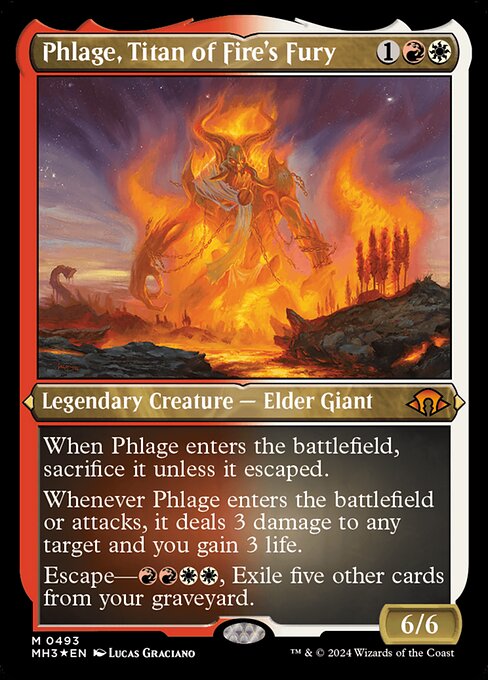 Phlage, Titan of Fire's Fury 1
Legendary Creature — Elder Giant
When Phlage enters the battlefield,
sacrifice it unless it escaped.
Whenever Phlage enters the battlefield
or attacks, it deals 3 damage to any
target and you gain 3 life.
Escape—, Exile five other cards
from your graveyard.
6/6
M 0493
MH3★EN Lucas Graciano
™ & © 2024 Wizards of the Coast